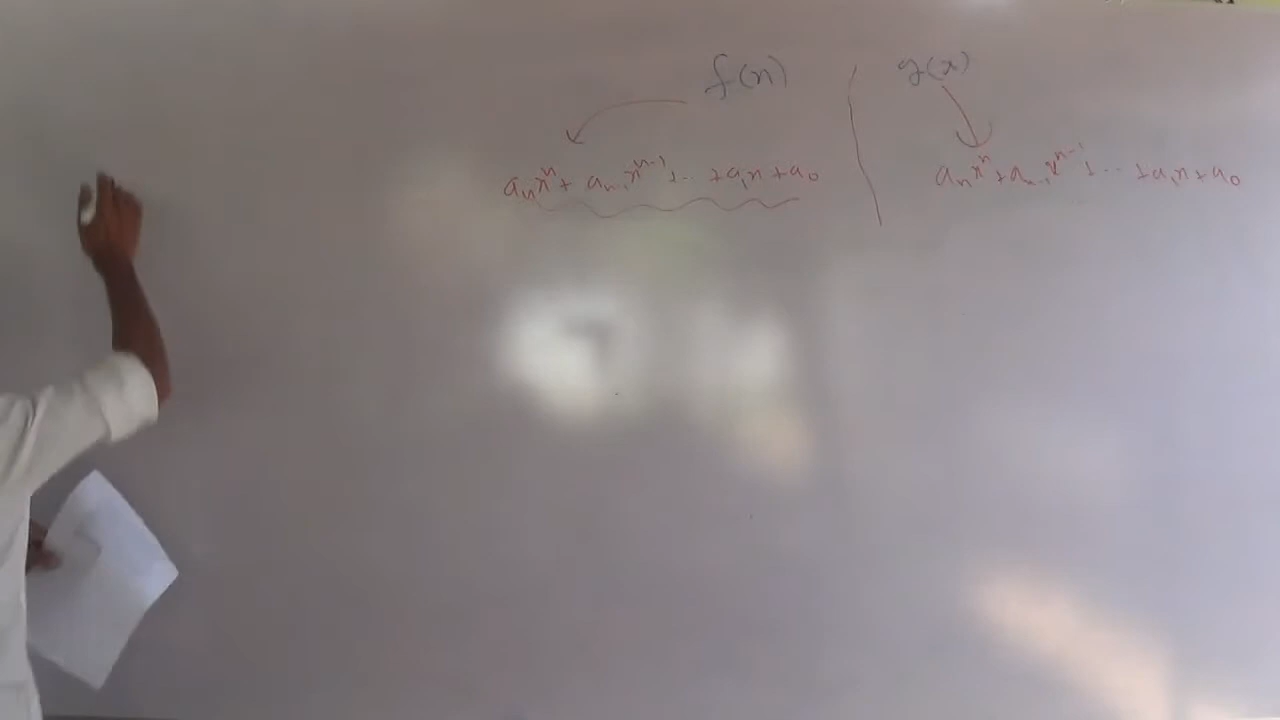 f(x) | g(x)
aₙxⁿ + aₙ₋₁xⁿ⁻¹ + .. + a₁x + a₀ | aₙxⁿ + aₙ₋₁xⁿ⁻¹ + .. + a₁x + a₀